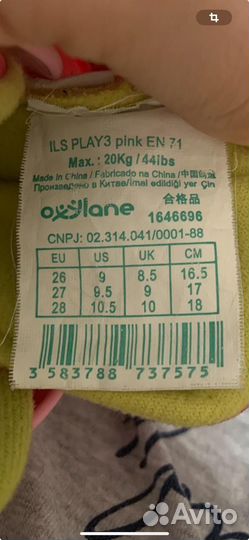 ILS PLAY3 pink EN 71
Max.: 20Kg / 44lbs
Made in China / Fabricado na China / 中国制造
Произведено в Китае/imal edildiği yer Çin
oxylane 合格品
1646696
CNPJ: 02.314.041/0001-88
EU US UK CM
26 9 8.5 16.5
27 9.5 9 17
28 10.5 10 18
3 583788 737575
Avito